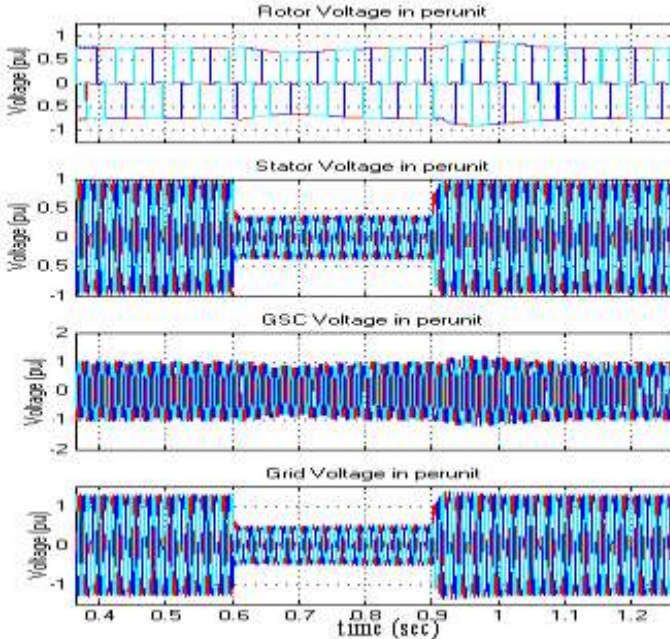 Rotor Voltage in perunit
Voltage (pu)
1
0.5
0
0.5
-1
Stator Voltage in perunit
Voltage (pu)
1
0.5
0
0.5
-1
GSC Voltage in perunit
Voltage (pu)
2
1
0
-1
-2
Grid Voltage in perunit
Voltage (pu)
1
0
-1
0.4 0.5 0.6 0.7 0.8 0.9 1 1.1 1.2
time (sec)